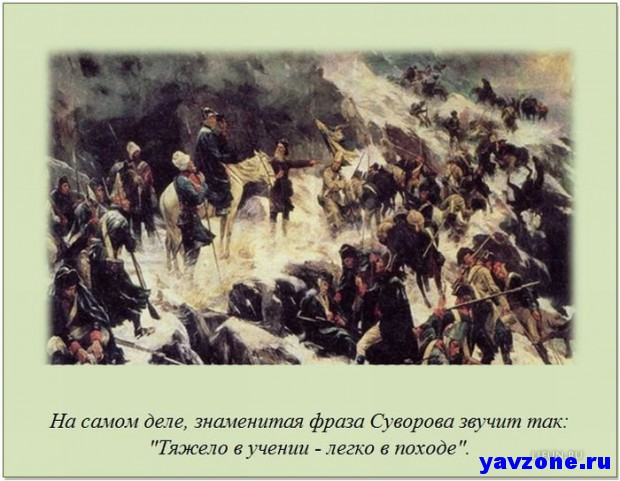 На самом деле, знаменитая фраза Суворова звучит так:
"Тяжело в учении - легко в походе".
yavzone.ru